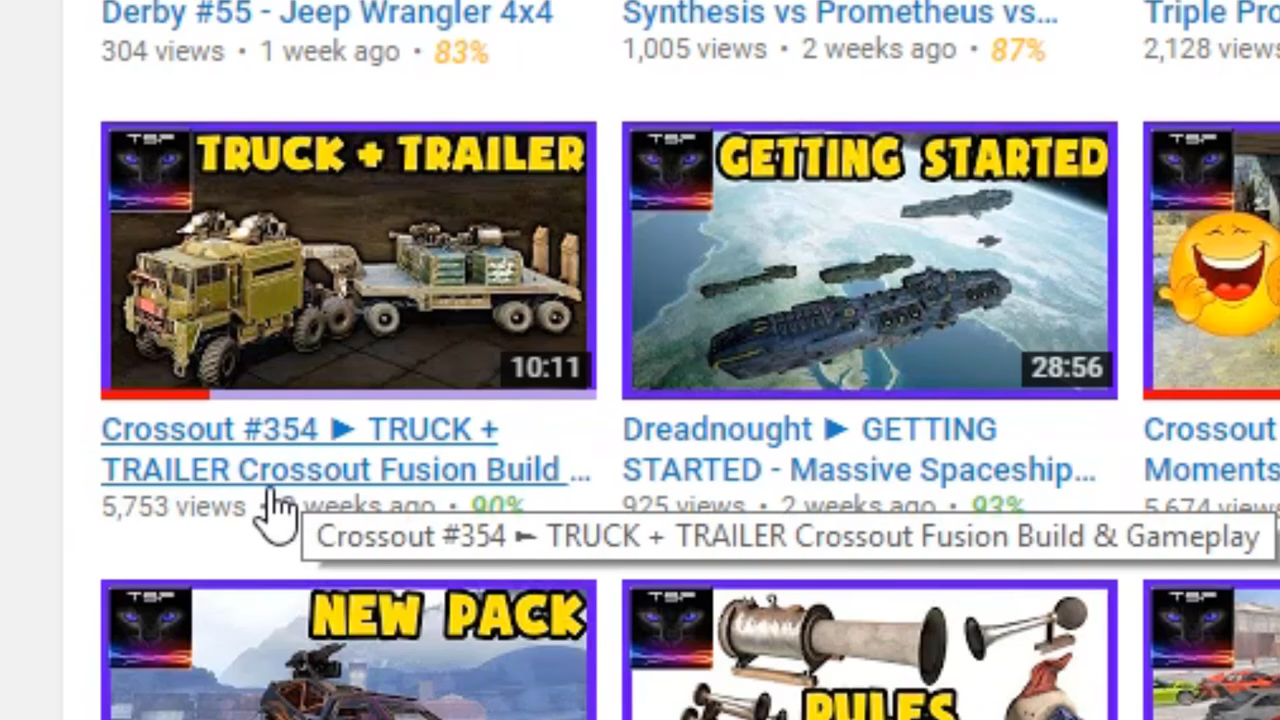 Derby #55 - Jeep Wrangler 4x4
304 views • 1 week ago • 83%
Synthesis vs Prometheus vs...
1,005 views • 2 weeks ago • 87%
Triple Pro
2,128 views
TSF
TRUCK + TRAILER
10:11
Crossout #354 ► TRUCK +
TRAILER Crossout Fusion Build ...
5,753 views • weeks ago • 90%
TSF
GETTING STARTED
28:56
Dreadnought ► GETTING
STARTED - Massive Spaceship...
925 views • 2 weeks ago • 93%
TSF
Crossout
Moments
5,674 views
Crossout #354 ► TRUCK + TRAILER Crossout Fusion Build & Gameplay
TSF
NEW PACK
TSF
RULES
TSF